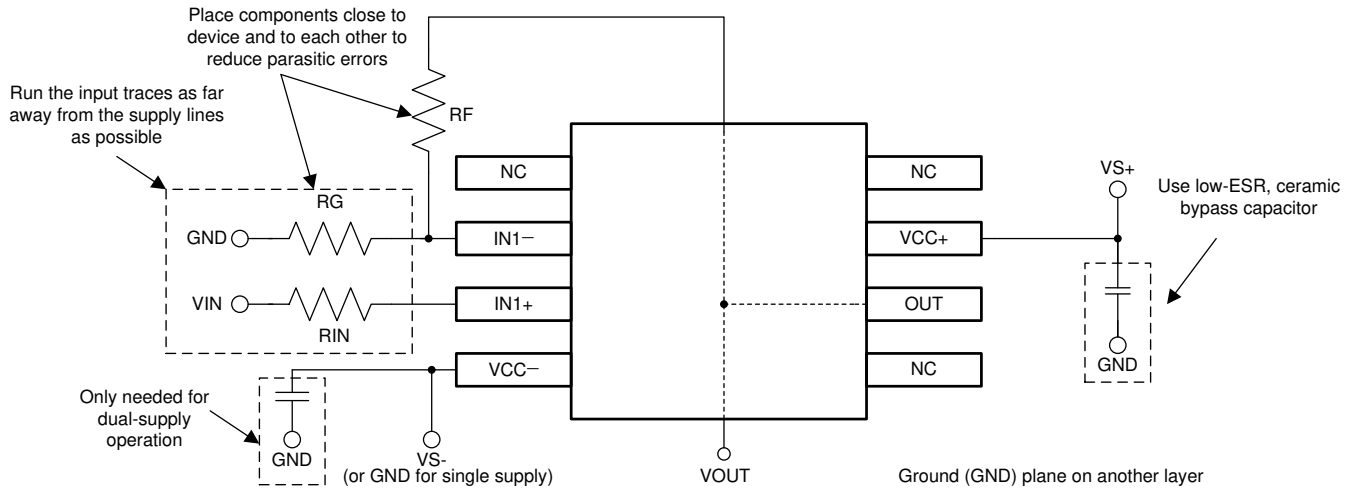 Place components close to
device and to each other to
reduce parasitic errors
Run the input traces as far
away from the supply lines
as possible
RF
NC
NC
VS+
Use low-ESR, ceramic
bypass capacitor
RG
GND
IN1−
VCC+
VIN
IN1+
OUT
RIN
VCC−
NC
GND
Only needed for
dual-supply
operation
GND
VS-
(or GND for single supply)
VOUT
Ground (GND) plane on another layer